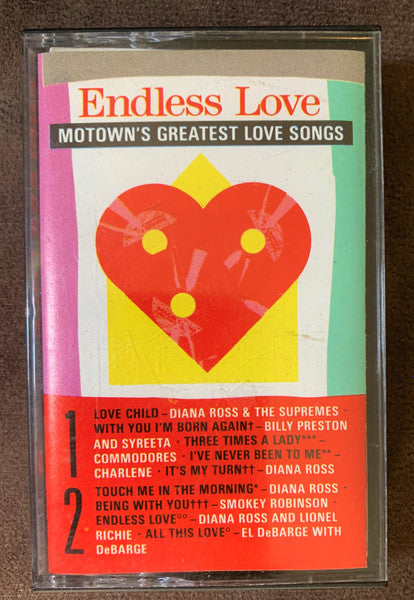 Endless Love
MOTOWN'S GREATEST LOVE SONGS
1
LOVE CHILD – DIANA ROSS & THE SUPREMES ·
WITH YOU I'M BORN AGAIN† – BILLY PRESTON
AND SYREETA · THREE TIMES A LADY*** –
COMMODORES · I'VE NEVER BEEN TO ME** –
CHARLENE · IT'S MY TURN†† – DIANA ROSS
2
TOUCH ME IN THE MORNING* – DIANA ROSS ·
BEING WITH YOU††† – SMOKEY ROBINSON ·
ENDLESS LOVE°° – DIANA ROSS AND LIONEL
RICHIE · ALL THIS LOVE° – EL DeBARGE WITH
DeBARGE